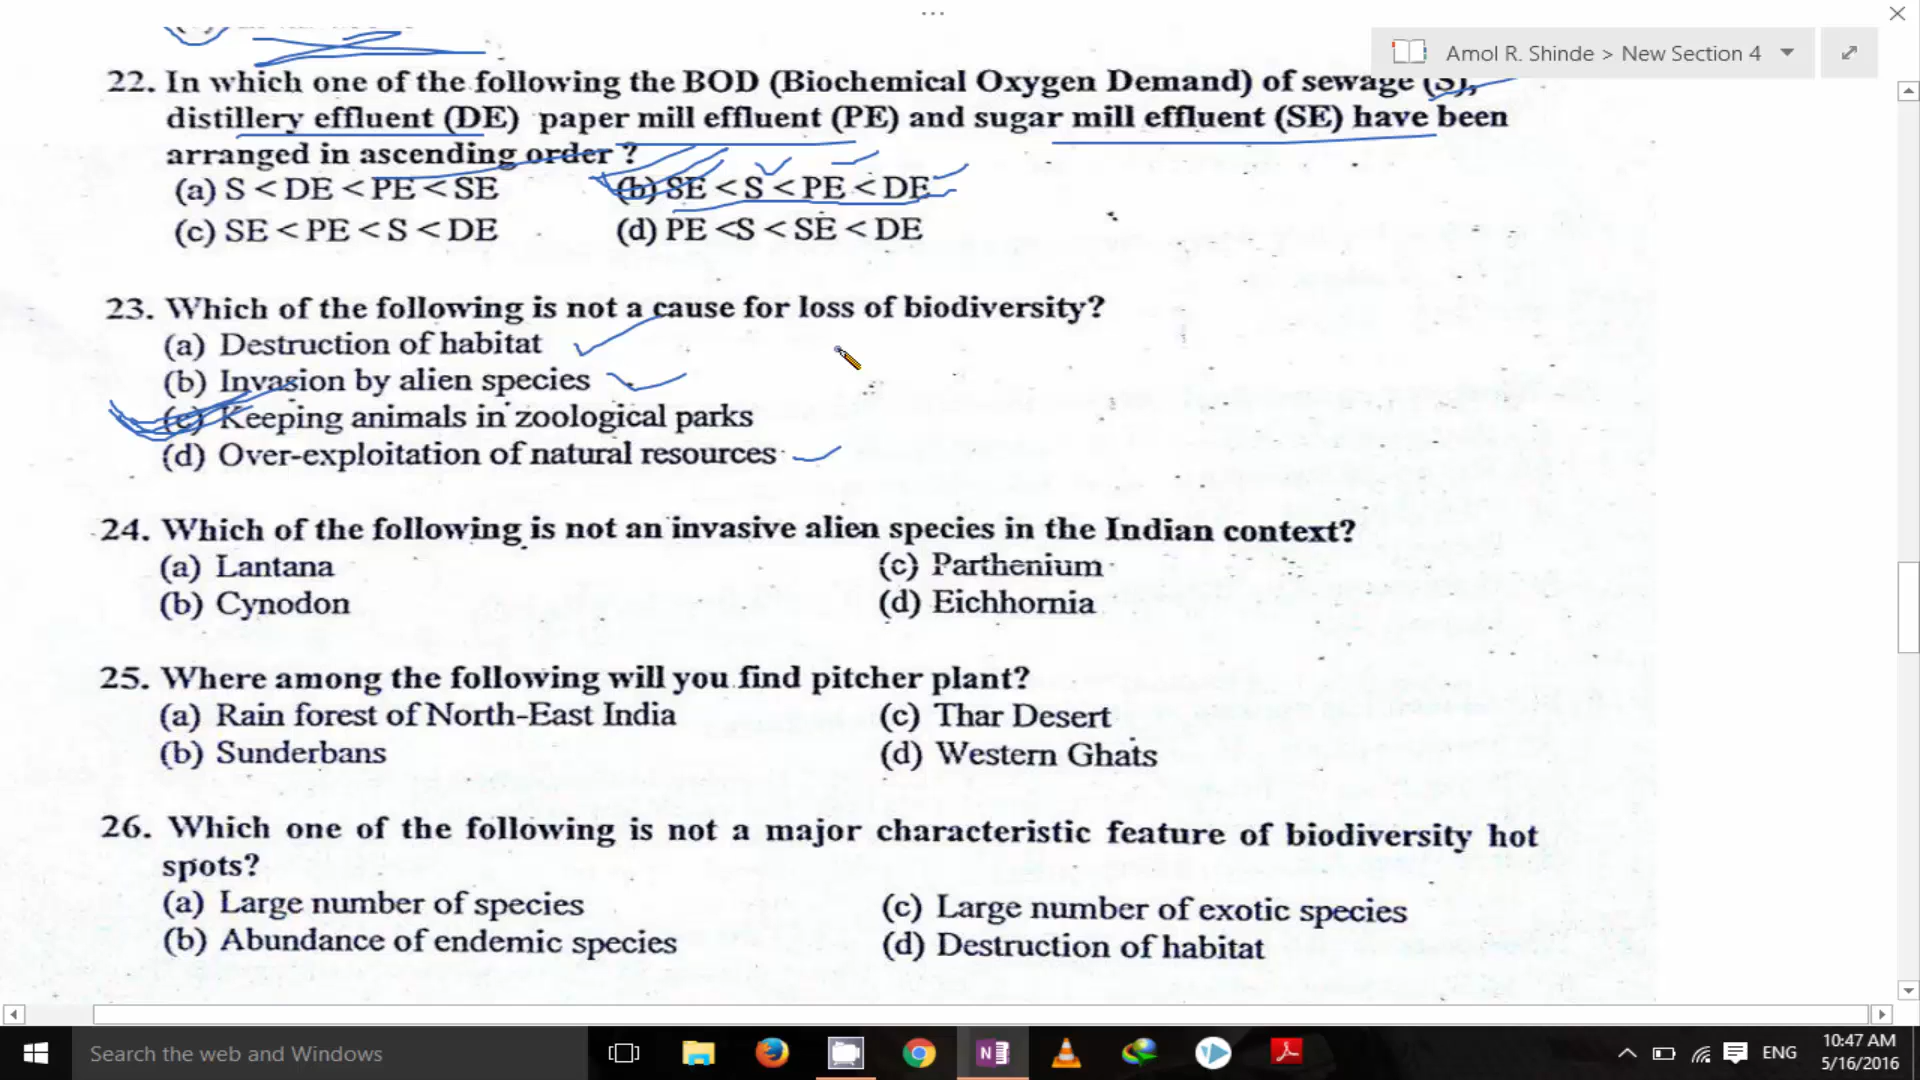 Amol R. Shinde > New Section 4
22. In which one of the following the BOD (Biochemical Oxygen Demand) of sewage (S),
distillery effluent (DE) paper mill effluent (PE) and sugar mill effluent (SE) have been
arranged in ascending order ?
(a) S < DE < PE < SE (b) SE < S < PE < DE
(c) SE < PE < S < DE (d) PE <S < SE < DE
23. Which of the following is not a cause for loss of biodiversity?
(a) Destruction of habitat
(b) Invasion by alien species
(c) Keeping animals in zoological parks
(d) Over-exploitation of natural resources
24. Which of the following is not an invasive alien species in the Indian context?
(a) Lantana (c) Parthenium
(b) Cynodon (d) Eichhornia
25. Where among the following will you find pitcher plant?
(a) Rain forest of North-East India (c) Thar Desert
(b) Sunderbans (d) Western Ghats
26. Which one of the following is not a major characteristic feature of biodiversity hot
spots?
(a) Large number of species (c) Large number of exotic species
(b) Abundance of endemic species (d) Destruction of habitat
Search the web and Windows
ENG
10:47 AM
5/16/2016